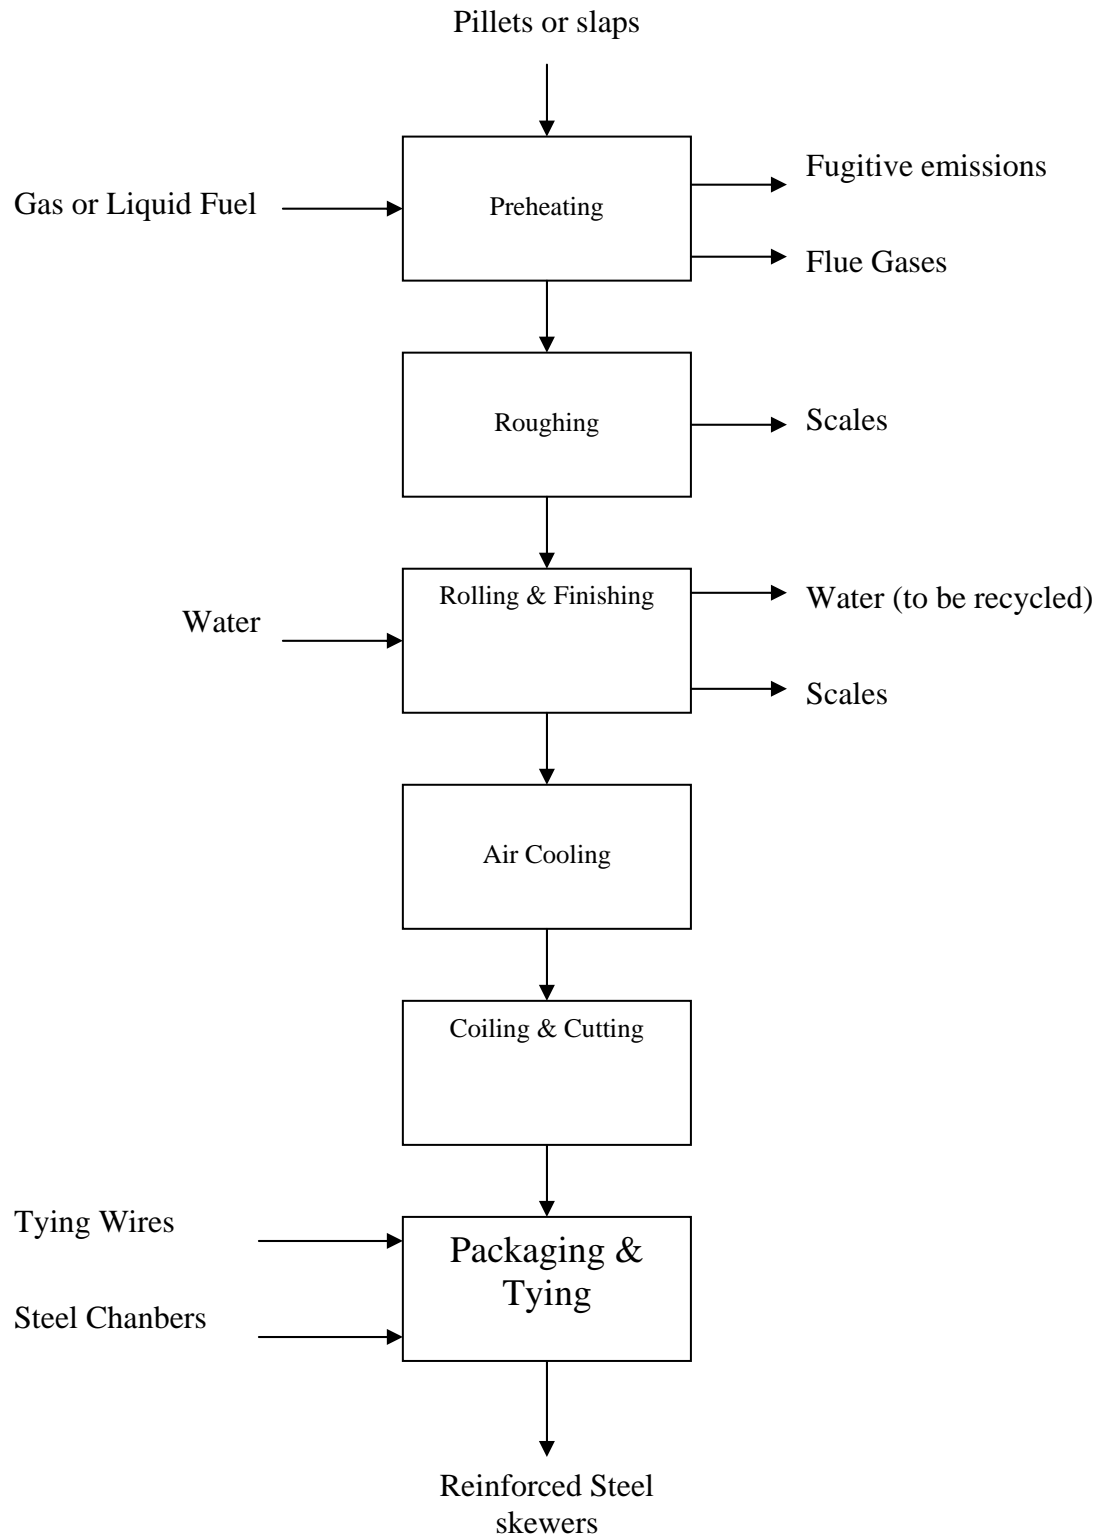 Pillets or slaps
Fugitive emissions
Gas or Liquid Fuel
Preheating
Flue Gases
Roughing
Scales
Rolling & Finishing
Water (to be recycled)
Water
Scales
Air Cooling
Coiling & Cutting
Tying Wires
Packaging &
Tying
Steel Chanbers
Reinforced Steel
skewers